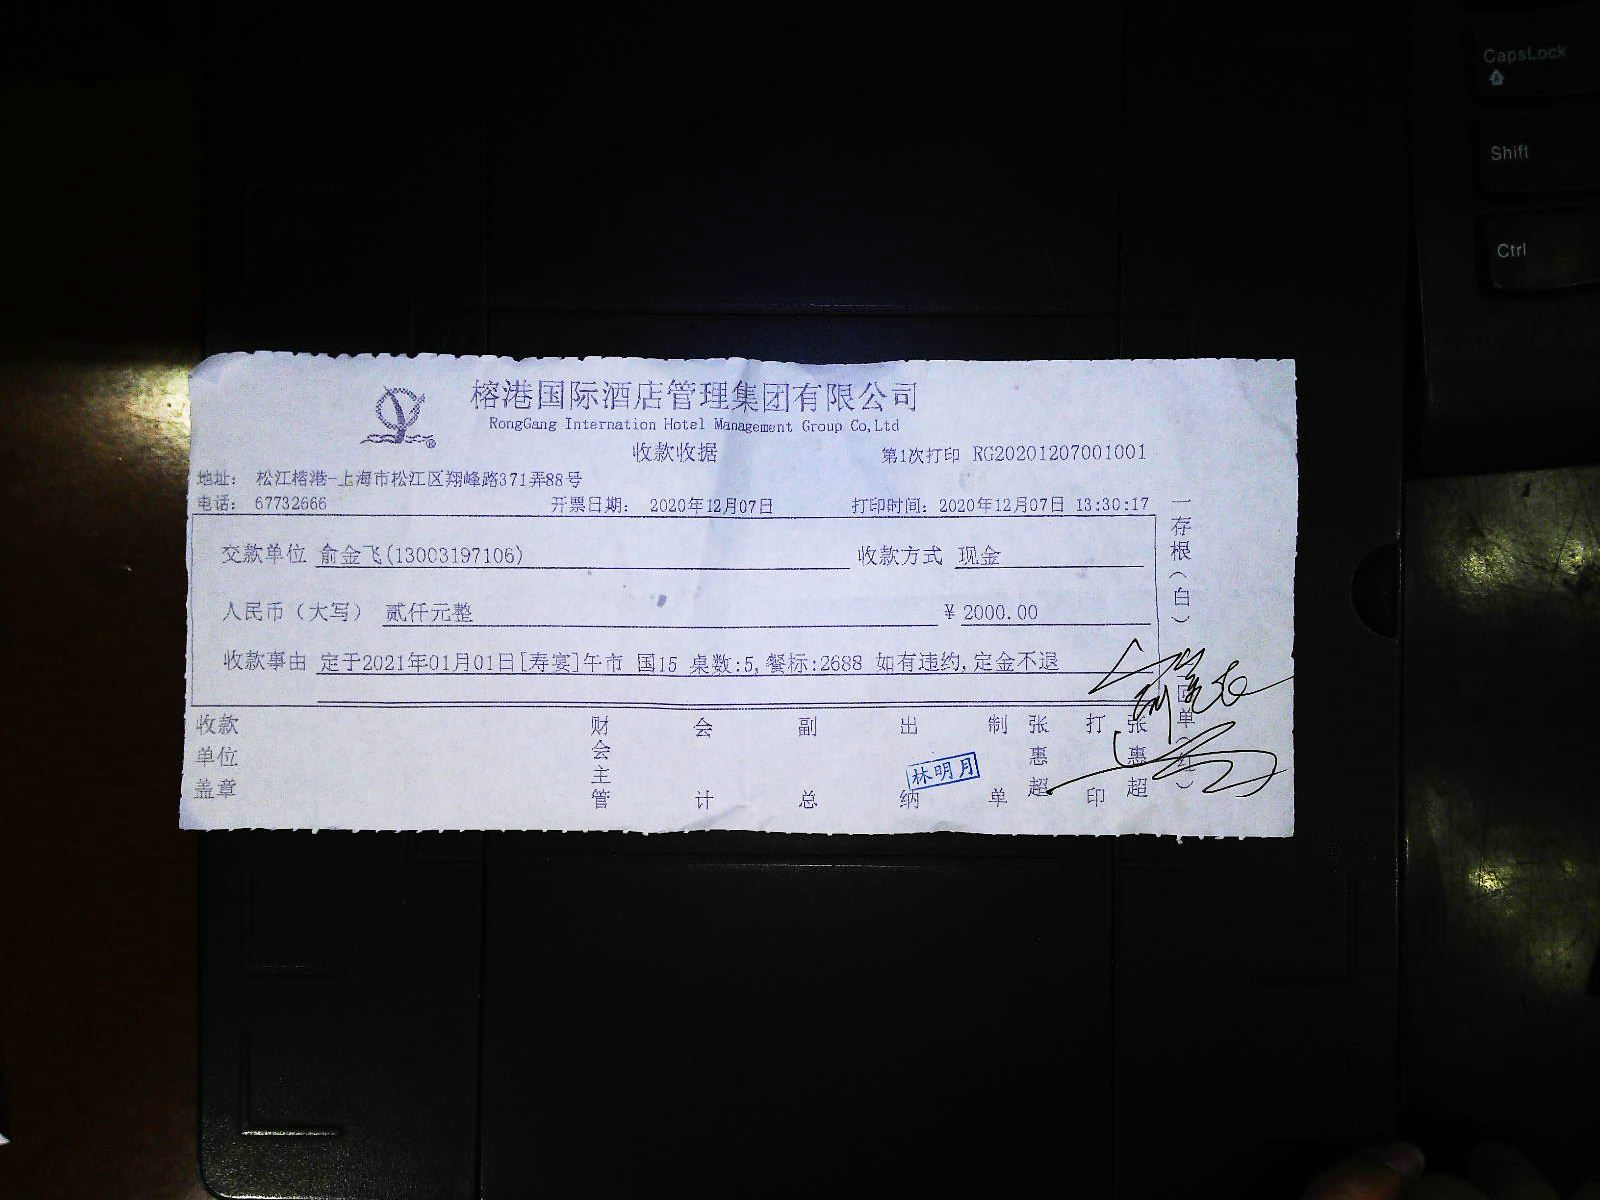 CapsLock
Shift
Ctrl
榕港国际酒店管理集团有限公司
RongGang Internation Hotel Management Group Co,Ltd
收款收据
第1次打印 RG20201207001001
地址: 松江榕港-上海市松江区翔峰路371弄88号
电话: 67732666
开票日期: 2020年12月07日
打印时间: 2020年12月07日 13:30:17
交款单位 俞金飞(13003197106)
收款方式 现金
人民币(大写) 贰仟元整
¥ 2000.00
收款事由 定于2021年01月01日[寿宴]午市 国15 桌数:5,餐标:2688 如有违约,定金不退
收款单位盖章
财会主管
会计
副总
出纳
林明月
制单
张惠超
打印
张惠超
一存根(白)
二回单(红)